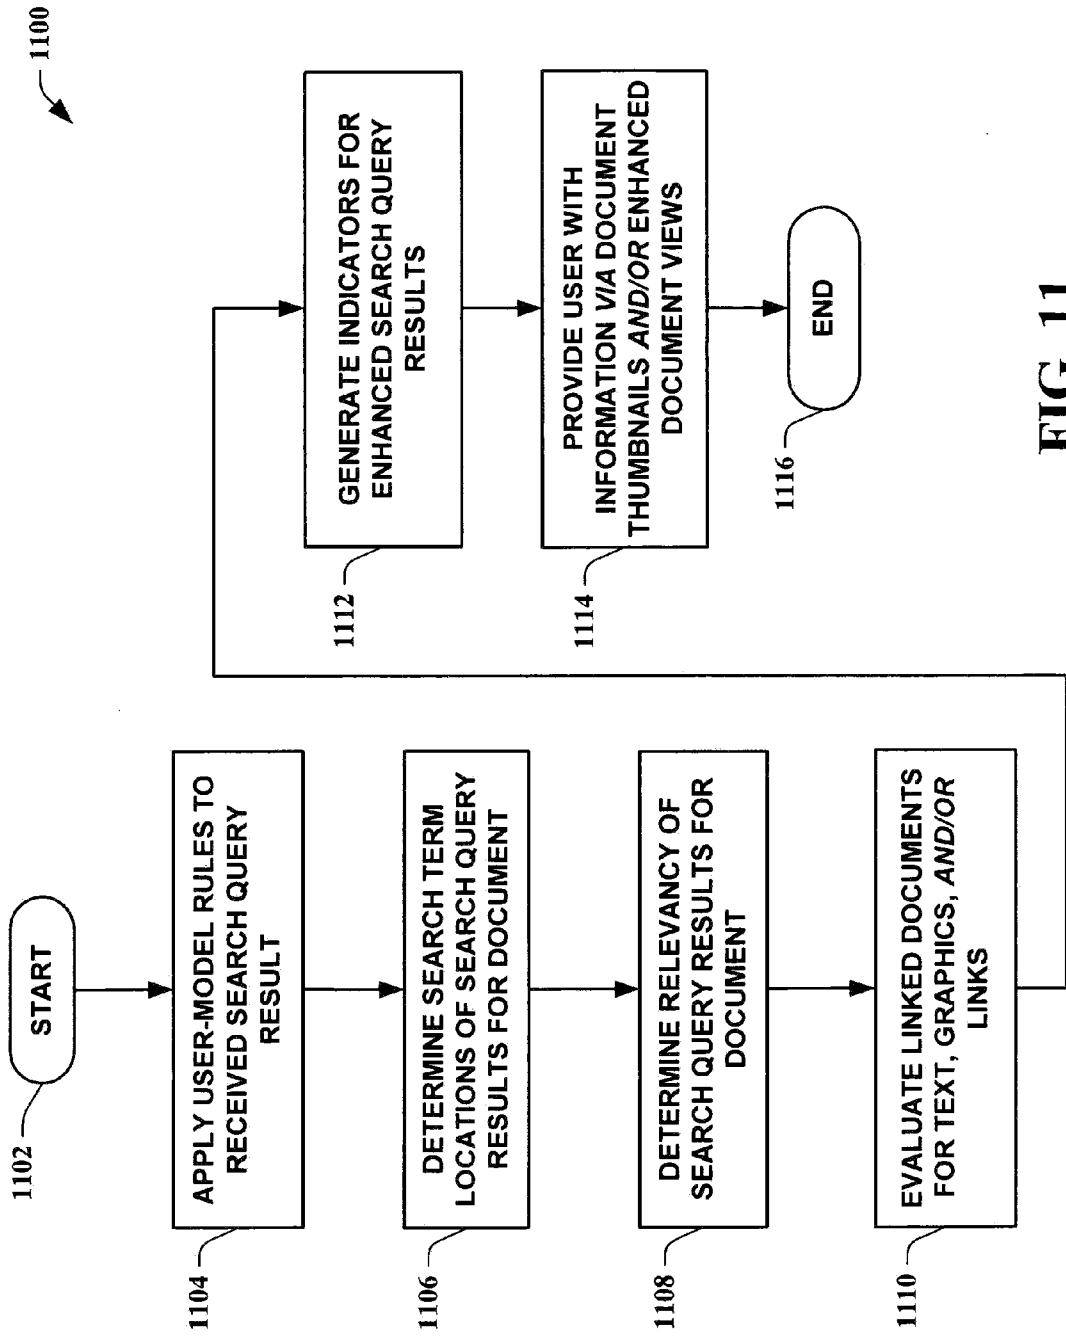 1100
START
1102
APPLY USER-MODEL RULES TO
RECEIVED SEARCH QUERY
RESULT
1104
DETERMINE SEARCH TERM
LOCATIONS OF SEARCH QUERY
RESULTS FOR DOCUMENT
1106
DETERMINE RELEVANCY OF
SEARCH QUERY RESULTS FOR
DOCUMENT
1108
EVALUATE LINKED DOCUMENTS
FOR TEXT, GRAPHICS, AND/OR
LINKS
1110
GENERATE INDICATORS FOR
ENHANCED SEARCH QUERY
RESULTS
1112
PROVIDE USER WITH
INFORMATION VIA DOCUMENT
THUMBNAILS AND/OR ENHANCED
DOCUMENT VIEWS
1114
END
1116
FIG. 11